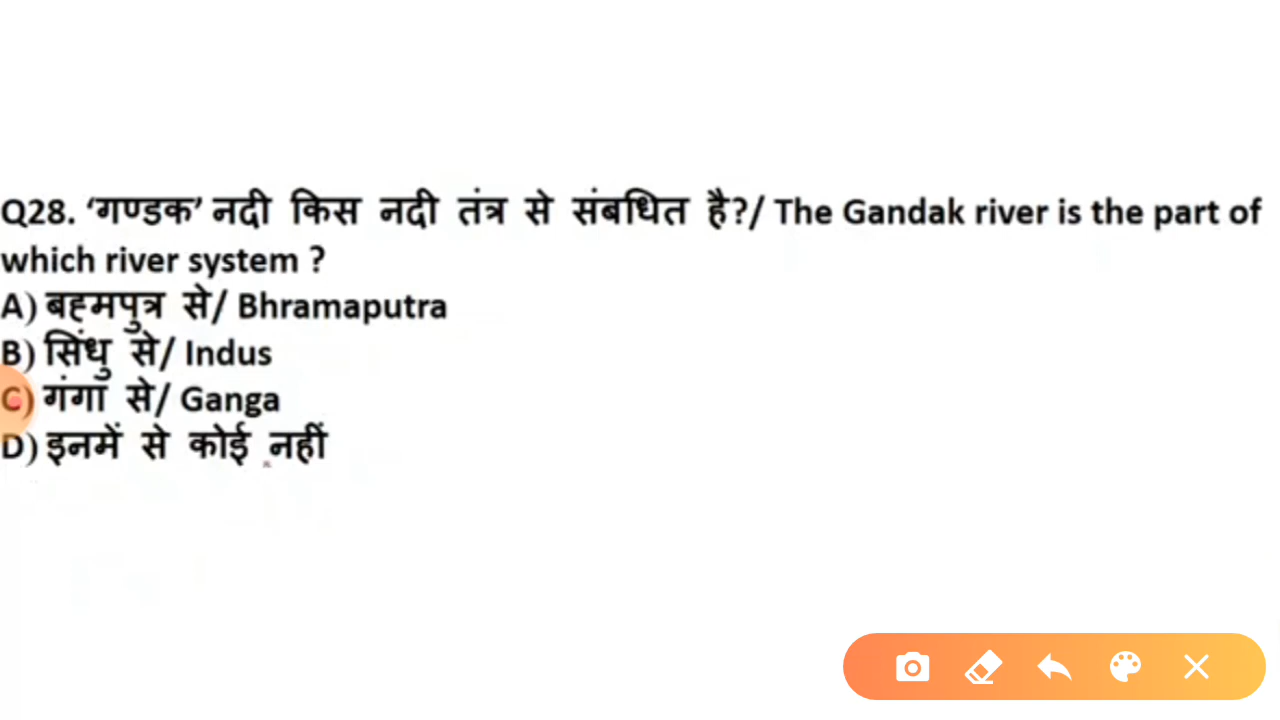 Q28. ‘गण्डक’ नदी किस नदी तंत्र से संबधित है?/ The Gandak river is the part of
which river system ?
A) बह्मपुत्र से/ Bhramaputra
B) सिंधु से/ Indus
C) गंगा से/ Ganga
D) इनमें से कोई नहीं